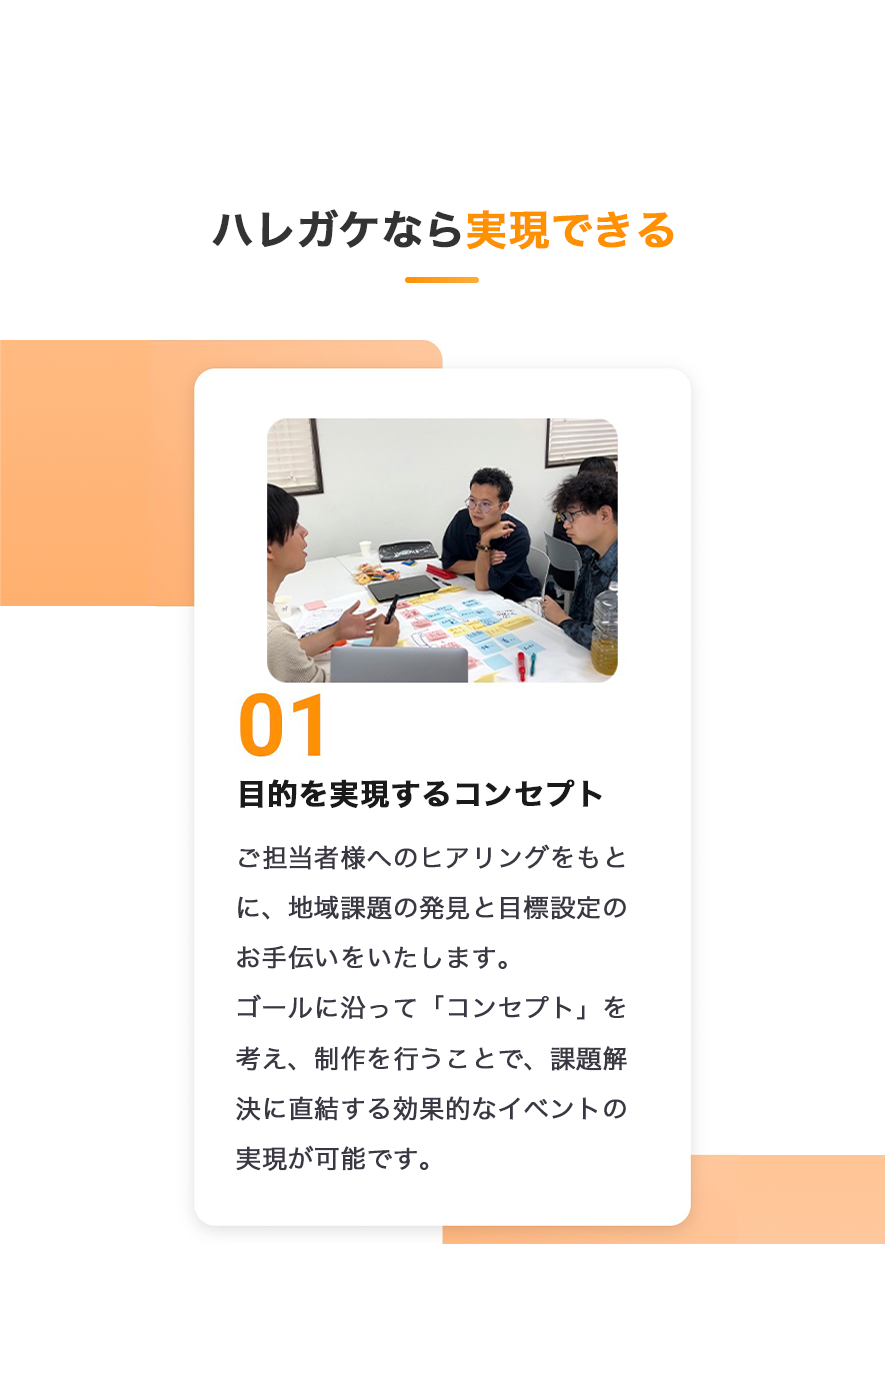 ハレガケなら実現できる
01
目的を実現するコンセプト
ご担当者様へのヒアリングをもと
に、地域課題の発見と目標設定の
お手伝いをいたします。
ゴールに沿って「コンセプト」を
考え、制作を行うことで、課題解
決に直結する効果的なイベントの
実現が可能です。